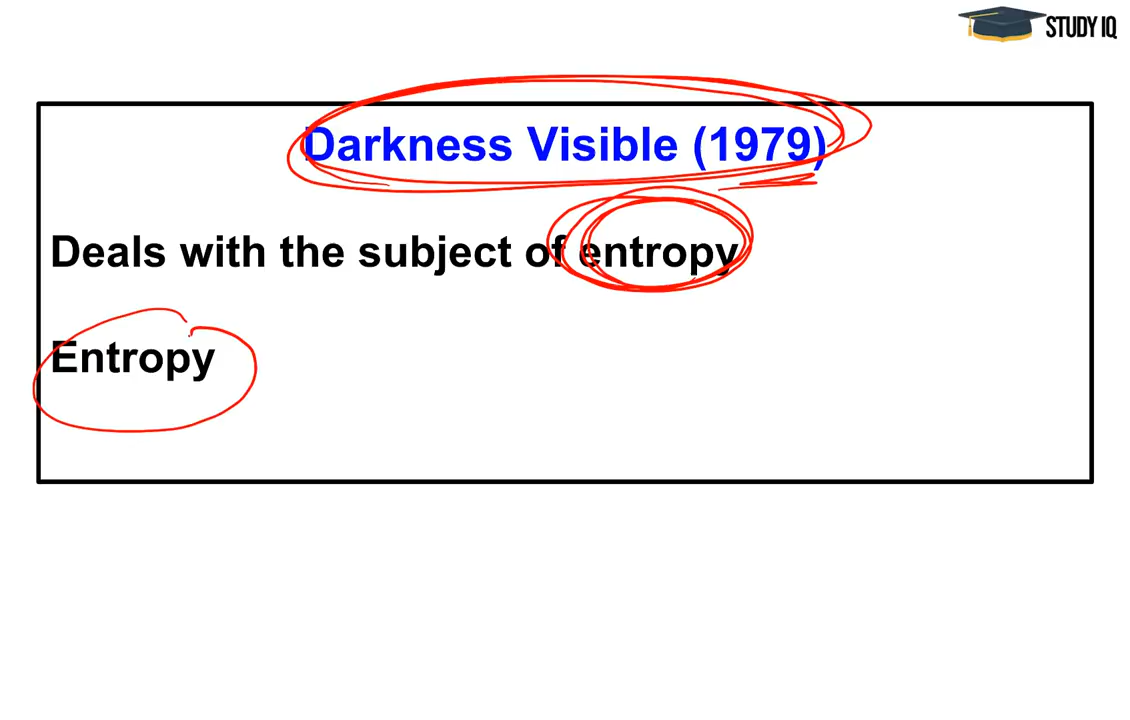 STUDY IQ
Darkness Visible (1979)
Deals with the subject of entropy
Entropy